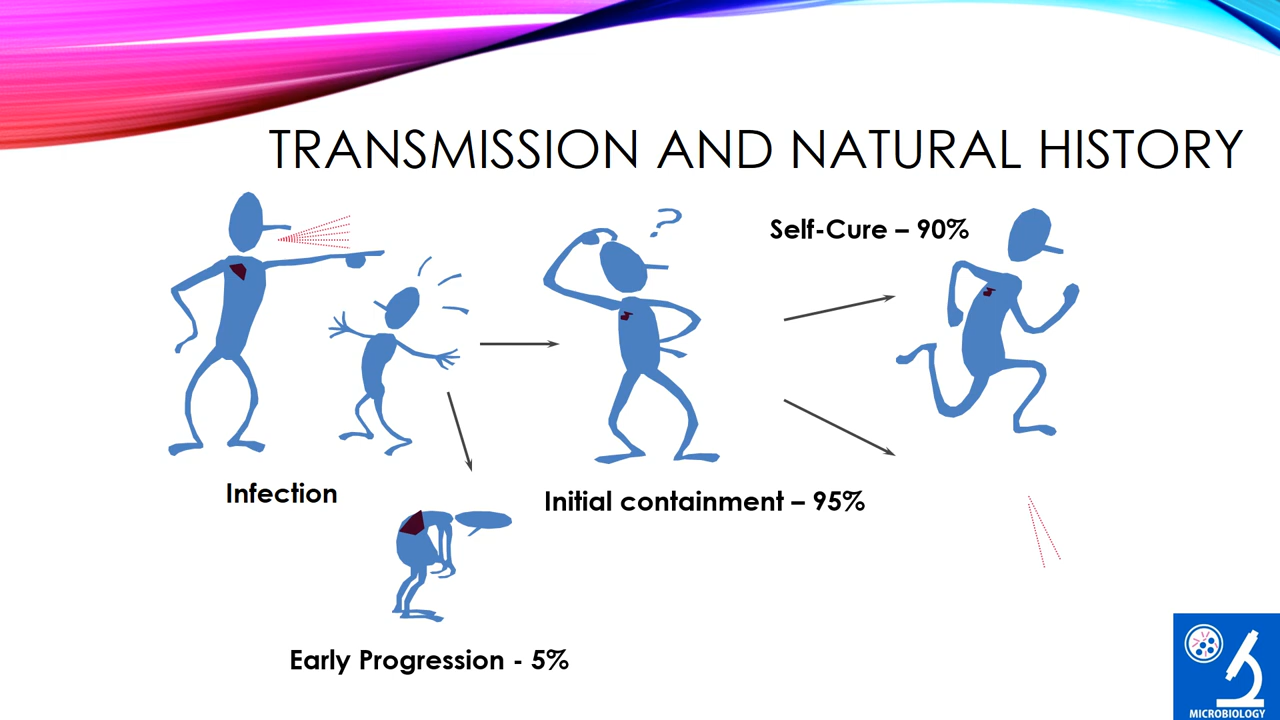 TRANSMISSION AND NATURAL HISTORY
?
Self-Cure – 90%
Infection
Initial containment – 95%
Early Progression - 5%
MICROBIOLOGY